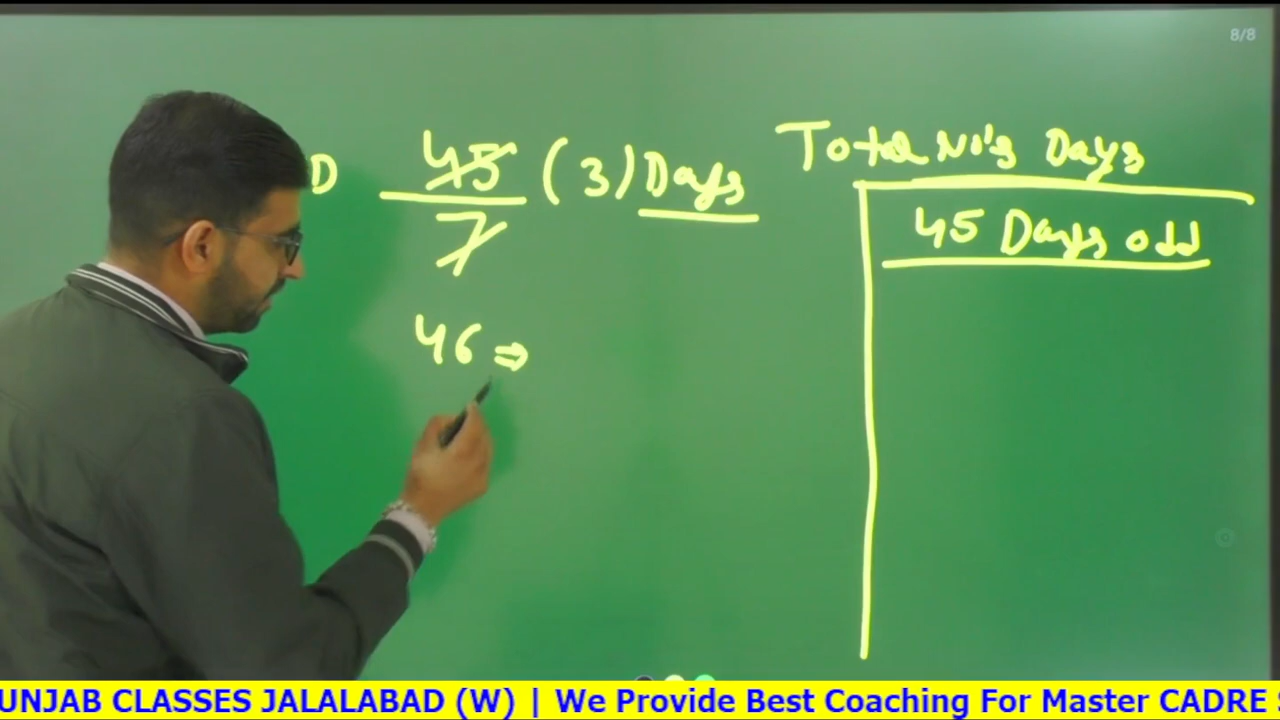 8/8
D 45/7 (3) Days
46 ⇒
Total No's Days
45 Days odd
UNJAB CLASSES JALALABAD (W) | We Provide Best Coaching For Master CADRE